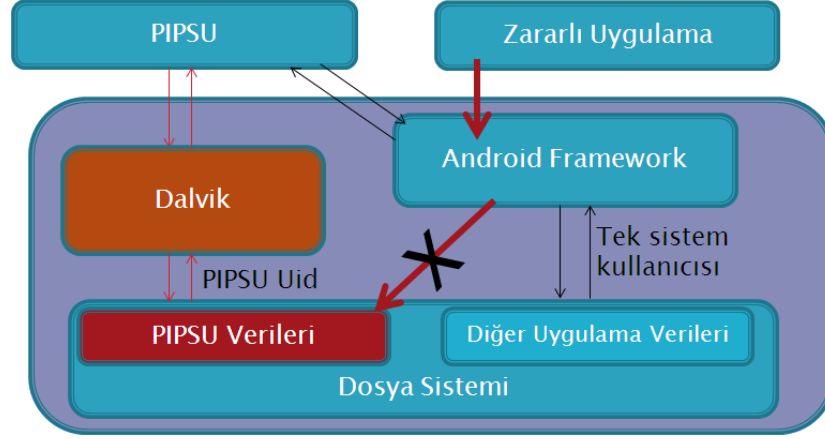 PIPSU
Zararlı Uygulama
Android Framework
Dalvik
PIPSU Uid
Tek sistem
kullanıcısı
PIPSU Verileri
Diğer Uygulama Verileri
Dosya Sistemi